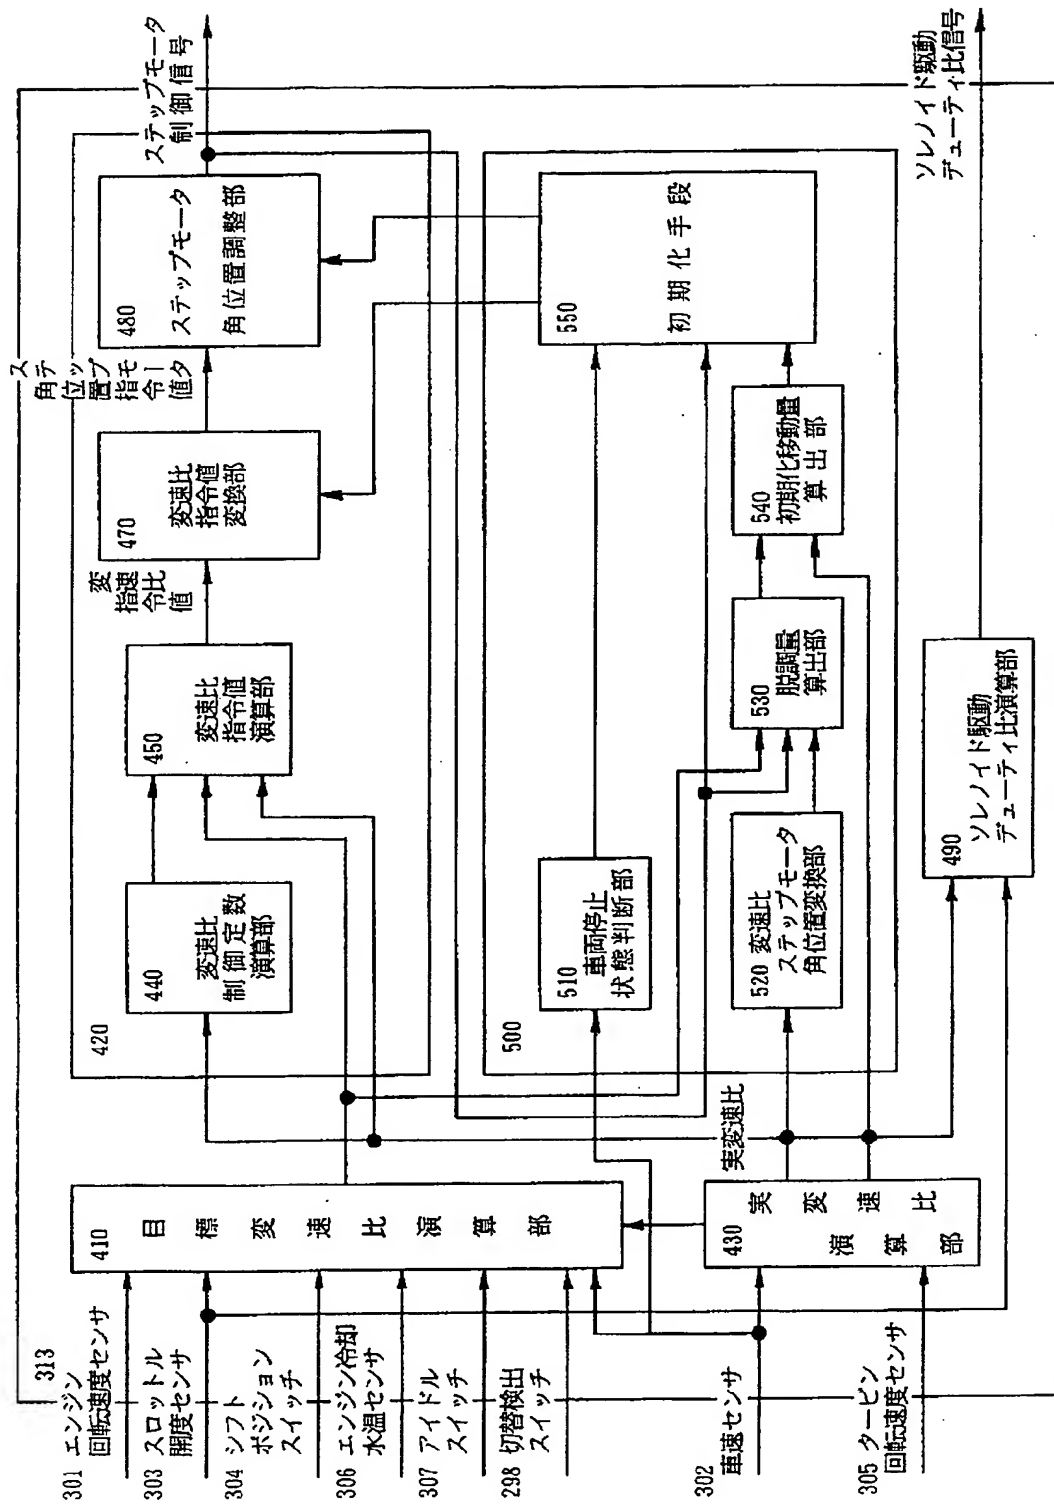 313
301 エンジン
回転速度センサ
303 スロットル
開度センサ
304 シフト
ポジション
スイッチ
306 エンジン冷却
水温センサ
307 アイドル
スイッチ
298 切替検出
スイッチ
302
車速センサ
305 タービン
回転速度センサ
410
目標変速比演算部
430
実変速比
演算部
実変速比
420
440
変速比
制御定数
演算部
450
変速比
指令値
演算部
変速比
指令値
470
変速比
指令値
変換部
ステップモータ
角位置指令値
480
ステップモータ
角位置調整部
ステップモータ
制御信号
500
510
車両停止
状態判断部
520 変速比
ステップモータ
角位置変換部
530
脱調量
算出部
540
初期化移動量
算出部
550
初期化手段
490
ソレノイド駆動
デューティ比演算部
ソレノイド駆動
デューティ比信号